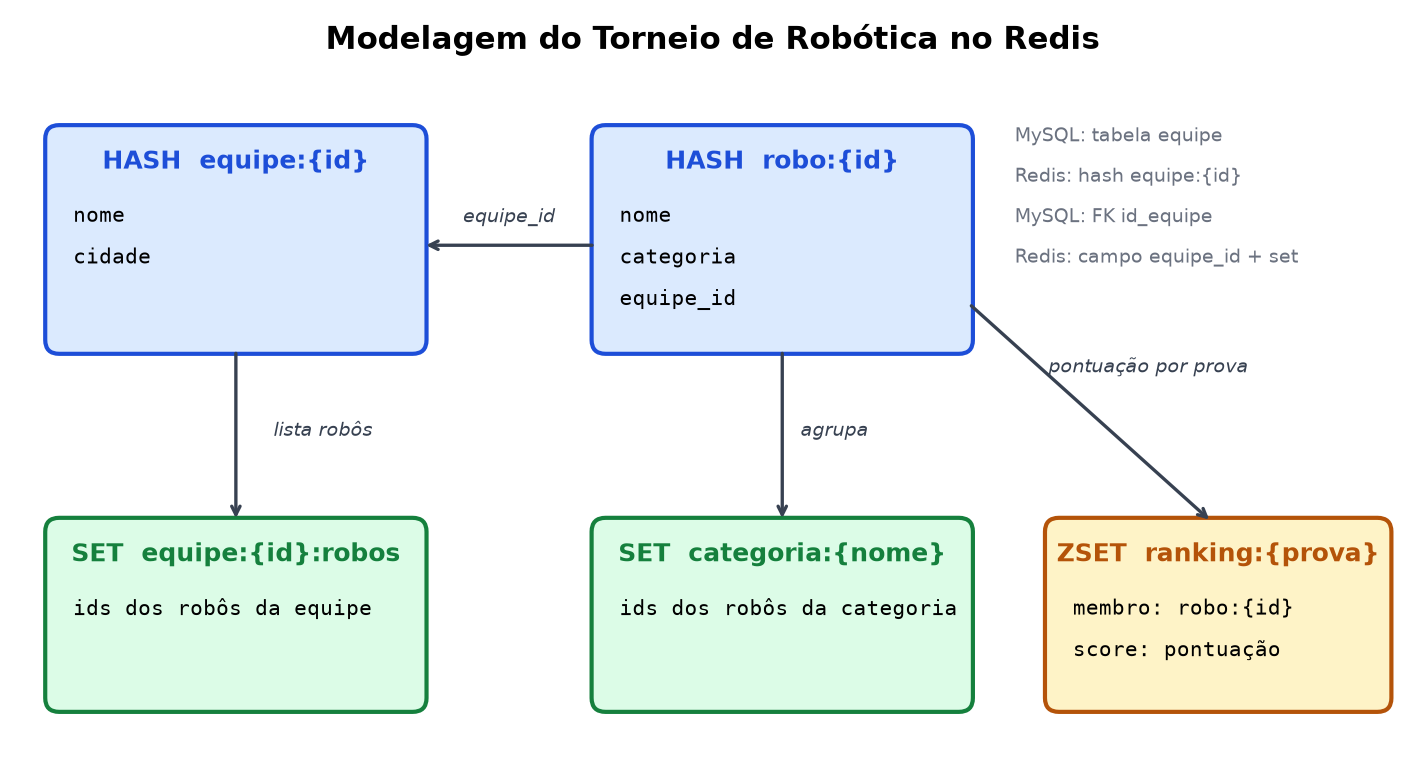 Modelagem do Torneio de Robótica no Redis
HASH equipe:{id}
nome
cidade
equipe_id
HASH robo:{id}
nome
categoria
equipe_id
MySQL: tabela equipe
Redis: hash equipe:{id}
MySQL: FK id_equipe
Redis: campo equipe_id + set
pontuação por prova
lista robôs
agrupa
SET equipe:{id}:robos
ids dos robôs da equipe
SET categoria:{nome}
ids dos robôs da categoria
ZSET ranking:{prova}
membro: robo:{id}
score: pontuação